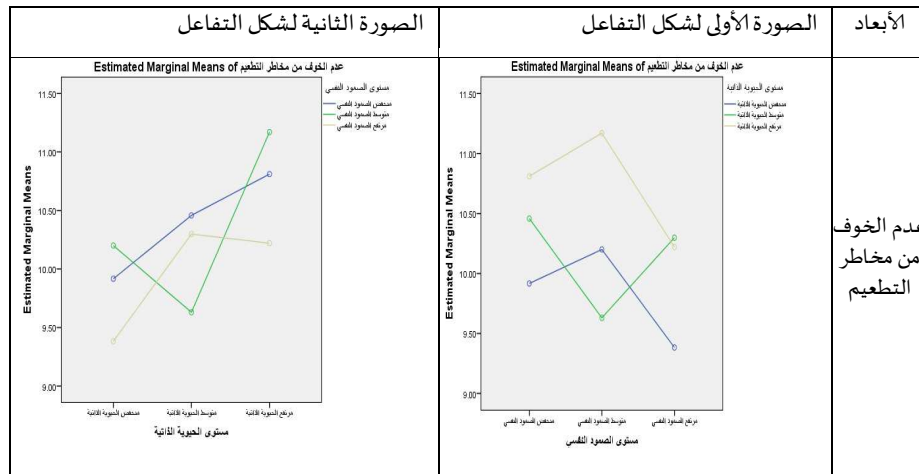 الأبعاد
الصورة الأولى لشكل التفاعل
الصورة الثانية لشكل التفاعل
عدم الخوف
من مخاطر
التطعيم
Estimated Marginal Means of عدم الخوف من مخاطر التطعيم
مستوى الحيوية الذاتية
منخفض الحيوية الذاتية
متوسط الحيوية الذاتية
مرتفع الحيوية الذاتية
Estimated Marginal Means
11.50
11.00
10.50
10.00
9.50
9.00
منخفض الصمود النفسي
متوسط الصمود النفسي
مرتفع الصمود النفسي
مستوى الصمود النفسي
Estimated Marginal Means of عدم الخوف من مخاطر التطعيم
مستوى الصمود النفسي
منخفض الصمود النفسي
متوسط الصمود النفسي
مرتفع الصمود النفسي
Estimated Marginal Means
11.50
11.00
10.50
10.00
9.50
9.00
منخفض الحيوية الذاتية
متوسط الحيوية الذاتية
مرتفع الحيوية الذاتية
مستوى الحيوية الذاتية